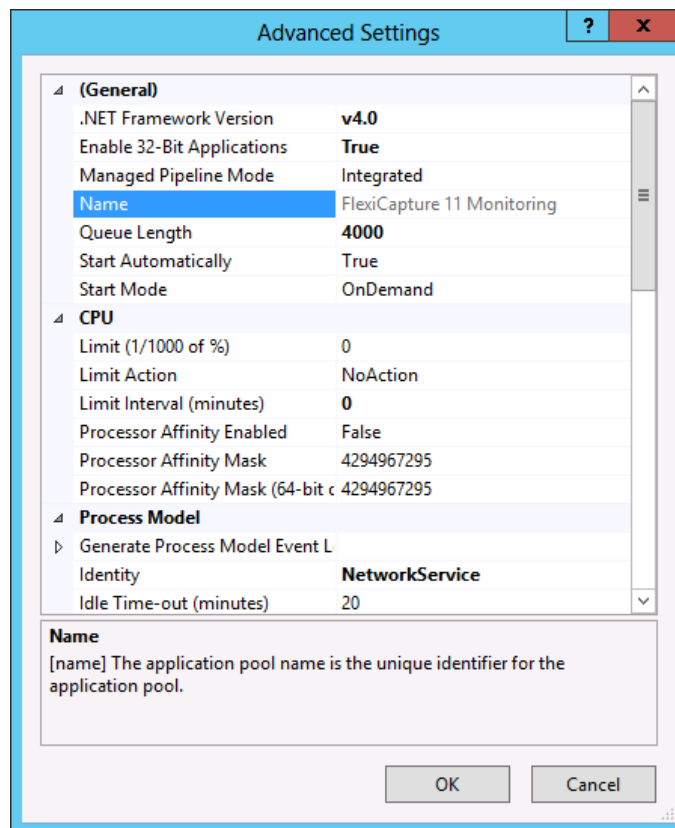 Advanced Settings
?
x
(General)
.NET Framework Version v4.0
Enable 32-Bit Applications True
Managed Pipeline Mode Integrated
Name FlexiCapture 11 Monitoring
Queue Length 4000
Start Automatically True
Start Mode OnDemand
CPU
Limit (1/1000 of %) 0
Limit Action NoAction
Limit Interval (minutes) 0
Processor Affinity Enabled False
Processor Affinity Mask 4294967295
Processor Affinity Mask (64-bit c 4294967295
Process Model
Generate Process Model Event L
Identity NetworkService
Idle Time-out (minutes) 20
Name
[name] The application pool name is the unique identifier for the
application pool.
OK Cancel